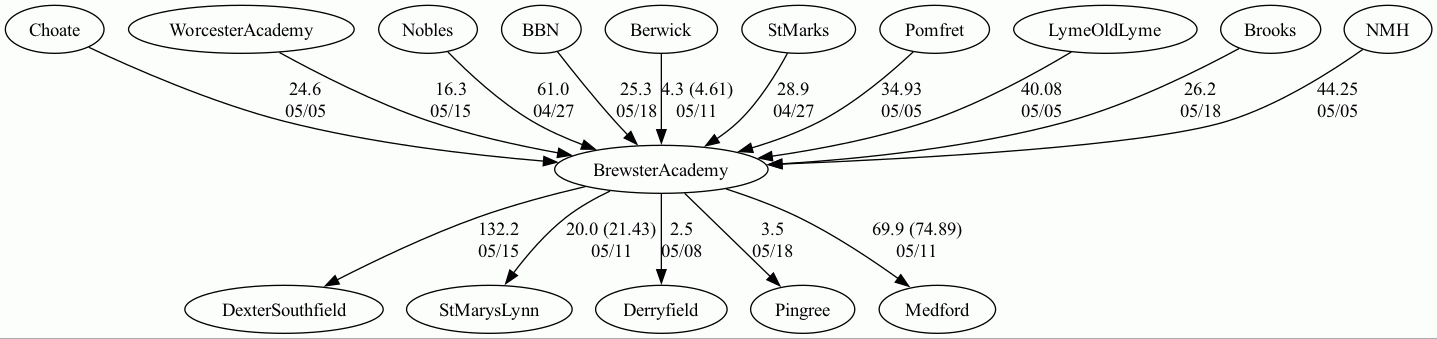 Choate
WorcesterAcademy
Nobles
BBN
Berwick
StMarks
Pomfret
LymeOldLyme
Brooks
NMH
24.6
05/05
16.3
05/15
61.0
04/27
25.3
05/18
4.3 (4.61)
05/11
28.9
04/27
34.93
05/05
40.08
05/05
26.2
05/18
44.25
05/05
BrewsterAcademy
132.2
05/15
20.0 (21.43)
05/11
2.5
05/08
3.5
05/18
69.9 (74.89)
05/11
DexterSouthfield
StMarysLynn
Derryfield
Pingree
Medford